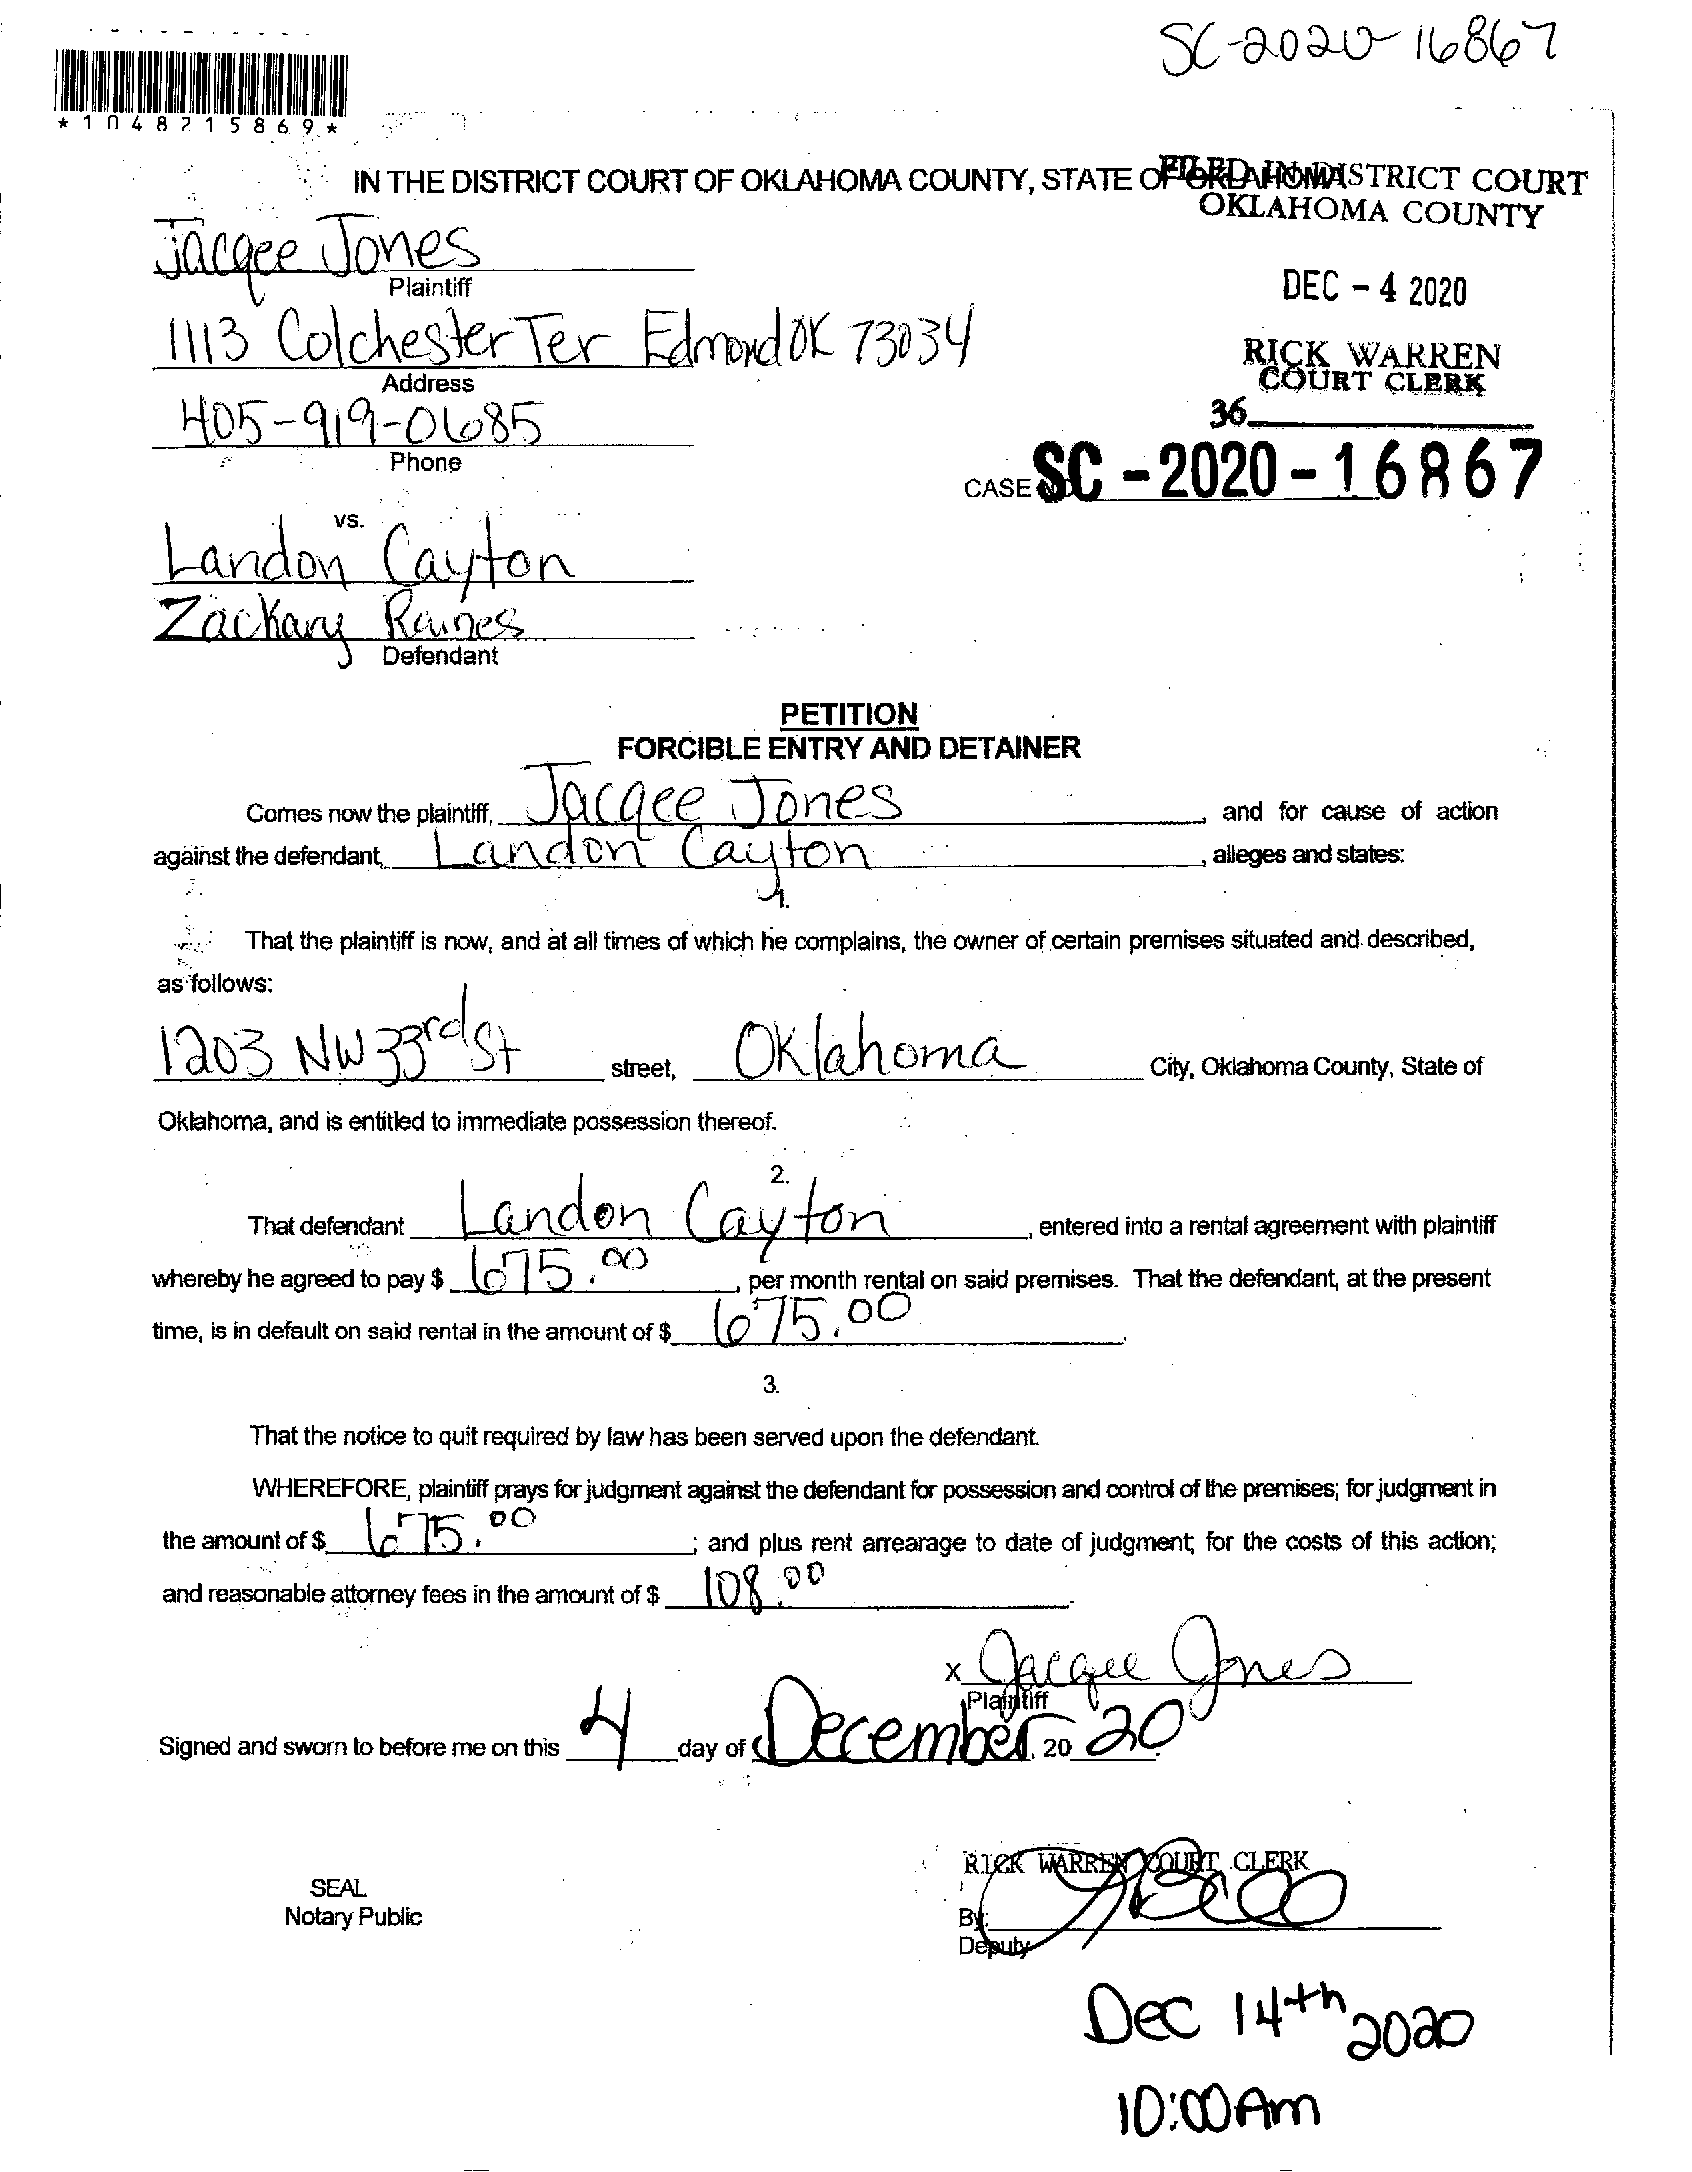 SC-2020-16867
*1048215869*
IN THE DISTRICT COURT OF OKLAHOMA COUNTY, STATE OF OKLAHOMA
FILED IN DISTRICT COURT
OKLAHOMA COUNTY
Jacqee Jones
Plaintiff
DEC - 4 2020
1113 Colchester Ter Edmond OK 73034
Address
RICK WARREN
COURT CLERK
405-919-0685
Phone
36
CASE NO. SC - 2020 - 16867
vs.
Landon Cayton
Zackary Raines
Defendant
PETITION
FORCIBLE ENTRY AND DETAINER
Comes now the plaintiff, Jacqee Jones, and for cause of action
against the defendant, Landon Cayton, alleges and states:
1.
That the plaintiff is now, and at all times of which he complains, the owner of certain premises situated and described,
as follows:
1203 NW 33rd St street, Oklahoma City, Oklahoma County, State of
Oklahoma, and is entitled to immediate possession thereof.
2.
That defendant Landon Cayton, entered into a rental agreement with plaintiff
whereby he agreed to pay $ 675.00, per month rental on said premises. That the defendant, at the present
time, is in default on said rental in the amount of $ 675.00.
3.
That the notice to quit required by law has been served upon the defendant.
WHEREFORE, plaintiff prays for judgment against the defendant for possession and control of the premises; for judgment in
the amount of $ 675.00; and plus rent arrearage to date of judgment; for the costs of this action;
and reasonable attorney fees in the amount of $ 108.00.
x Jacqee Jones
Plaintiff
Signed and sworn to before me on this 4 day of December, 20 20.
RICK WARREN COURT CLERK
SEAL
Notary Public
By:
Deputy
Dec 14th 2020
10:00 Am